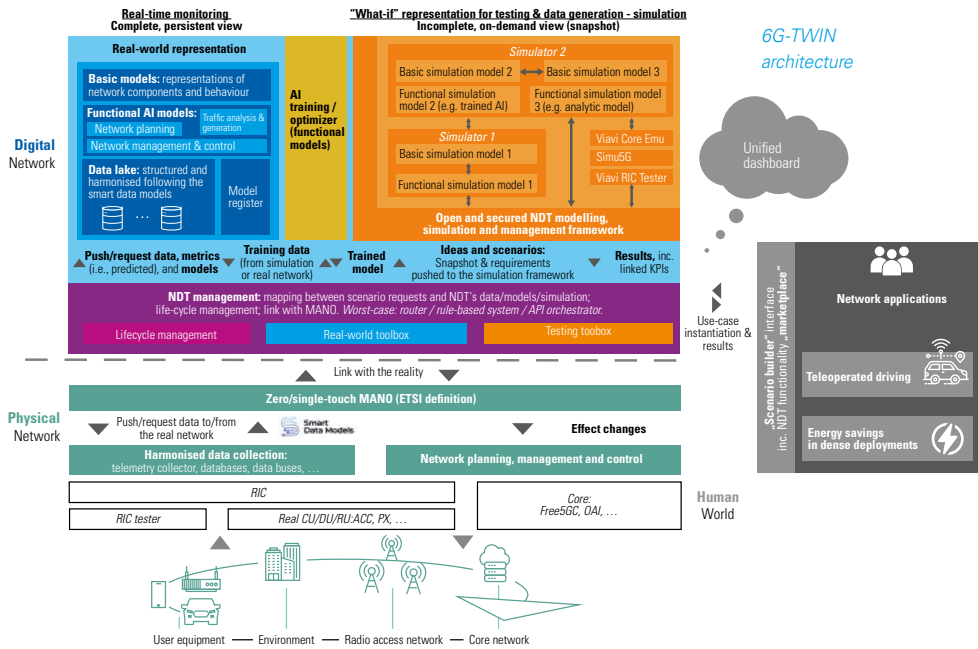 Real-time monitoring
Complete, persistent view
"What-if" representation for testing & data generation - simulation
Incomplete, on-demand view (snapshot)
6G-TWIN
architecture
Real-world representation
Basic models: representations of
network components and behaviour
Functional AI models:
Network planning
Traffic analysis &
generation
Network management & control
Data lake: structured and
harmonised following the
smart data models
...
Model
register
AI
training /
optimizer
(functional
models)
Simulator 2
Basic simulation model 2
Basic simulation model 3
Functional simulation
model 2 (e.g. trained AI)
Functional simulation model
3 (e.g. analytic model)
Simulator 1
Basic simulation model 1
Functional simulation model 1
Viavi Core Emu
Simu5G
Viavi RIC Tester
Open and secured NDT modelling,
simulation and management framework
Digital
Network
Unified
dashboard
Push/request data, metrics
(i.e., predicted), and models
Training data
(from simulation
or real network)
Trained
model
Ideas and scenarios:
Snapshot & requirements
pushed to the simulation framework
Results, inc.
linked KPIs
NDT management: mapping between scenario requests and NDT's data/models/simulation;
life-cycle management; link with MANO. Worst-case: router / rule-based system / API orchestrator.
Lifecycle management
Real-world toolbox
Testing toobox
Use-case
instantiation &
results
„Scenario builder" interface
inc. NDT functionality „marketplace"
Network applications
Teleoperated driving
Energy savings
in dense deployments
Link with the reality
Zero/single-touch MANO (ETSI definition)
Physical
Network
Push/request data to/from
the real network
Smart
Data Models
Effect changes
Harmonised data collection:
telemetry collector, databases, data buses, ...
Network planning, management and control
RIC
RIC tester
Real CU/DU/RU:ACC, PX, ...
Core:
Free5GC, OAI, ...
Human
World
User equipment
Environment
Radio access network
Core network